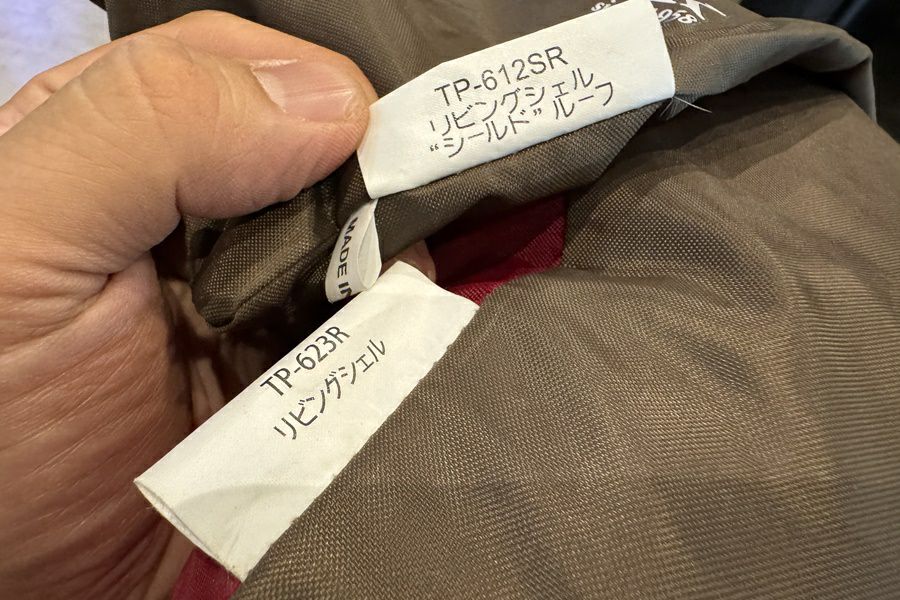 TP-612SR
リビングシェル
“シールド” ルーフ
MADE IN
TP-623R
リビングシェル